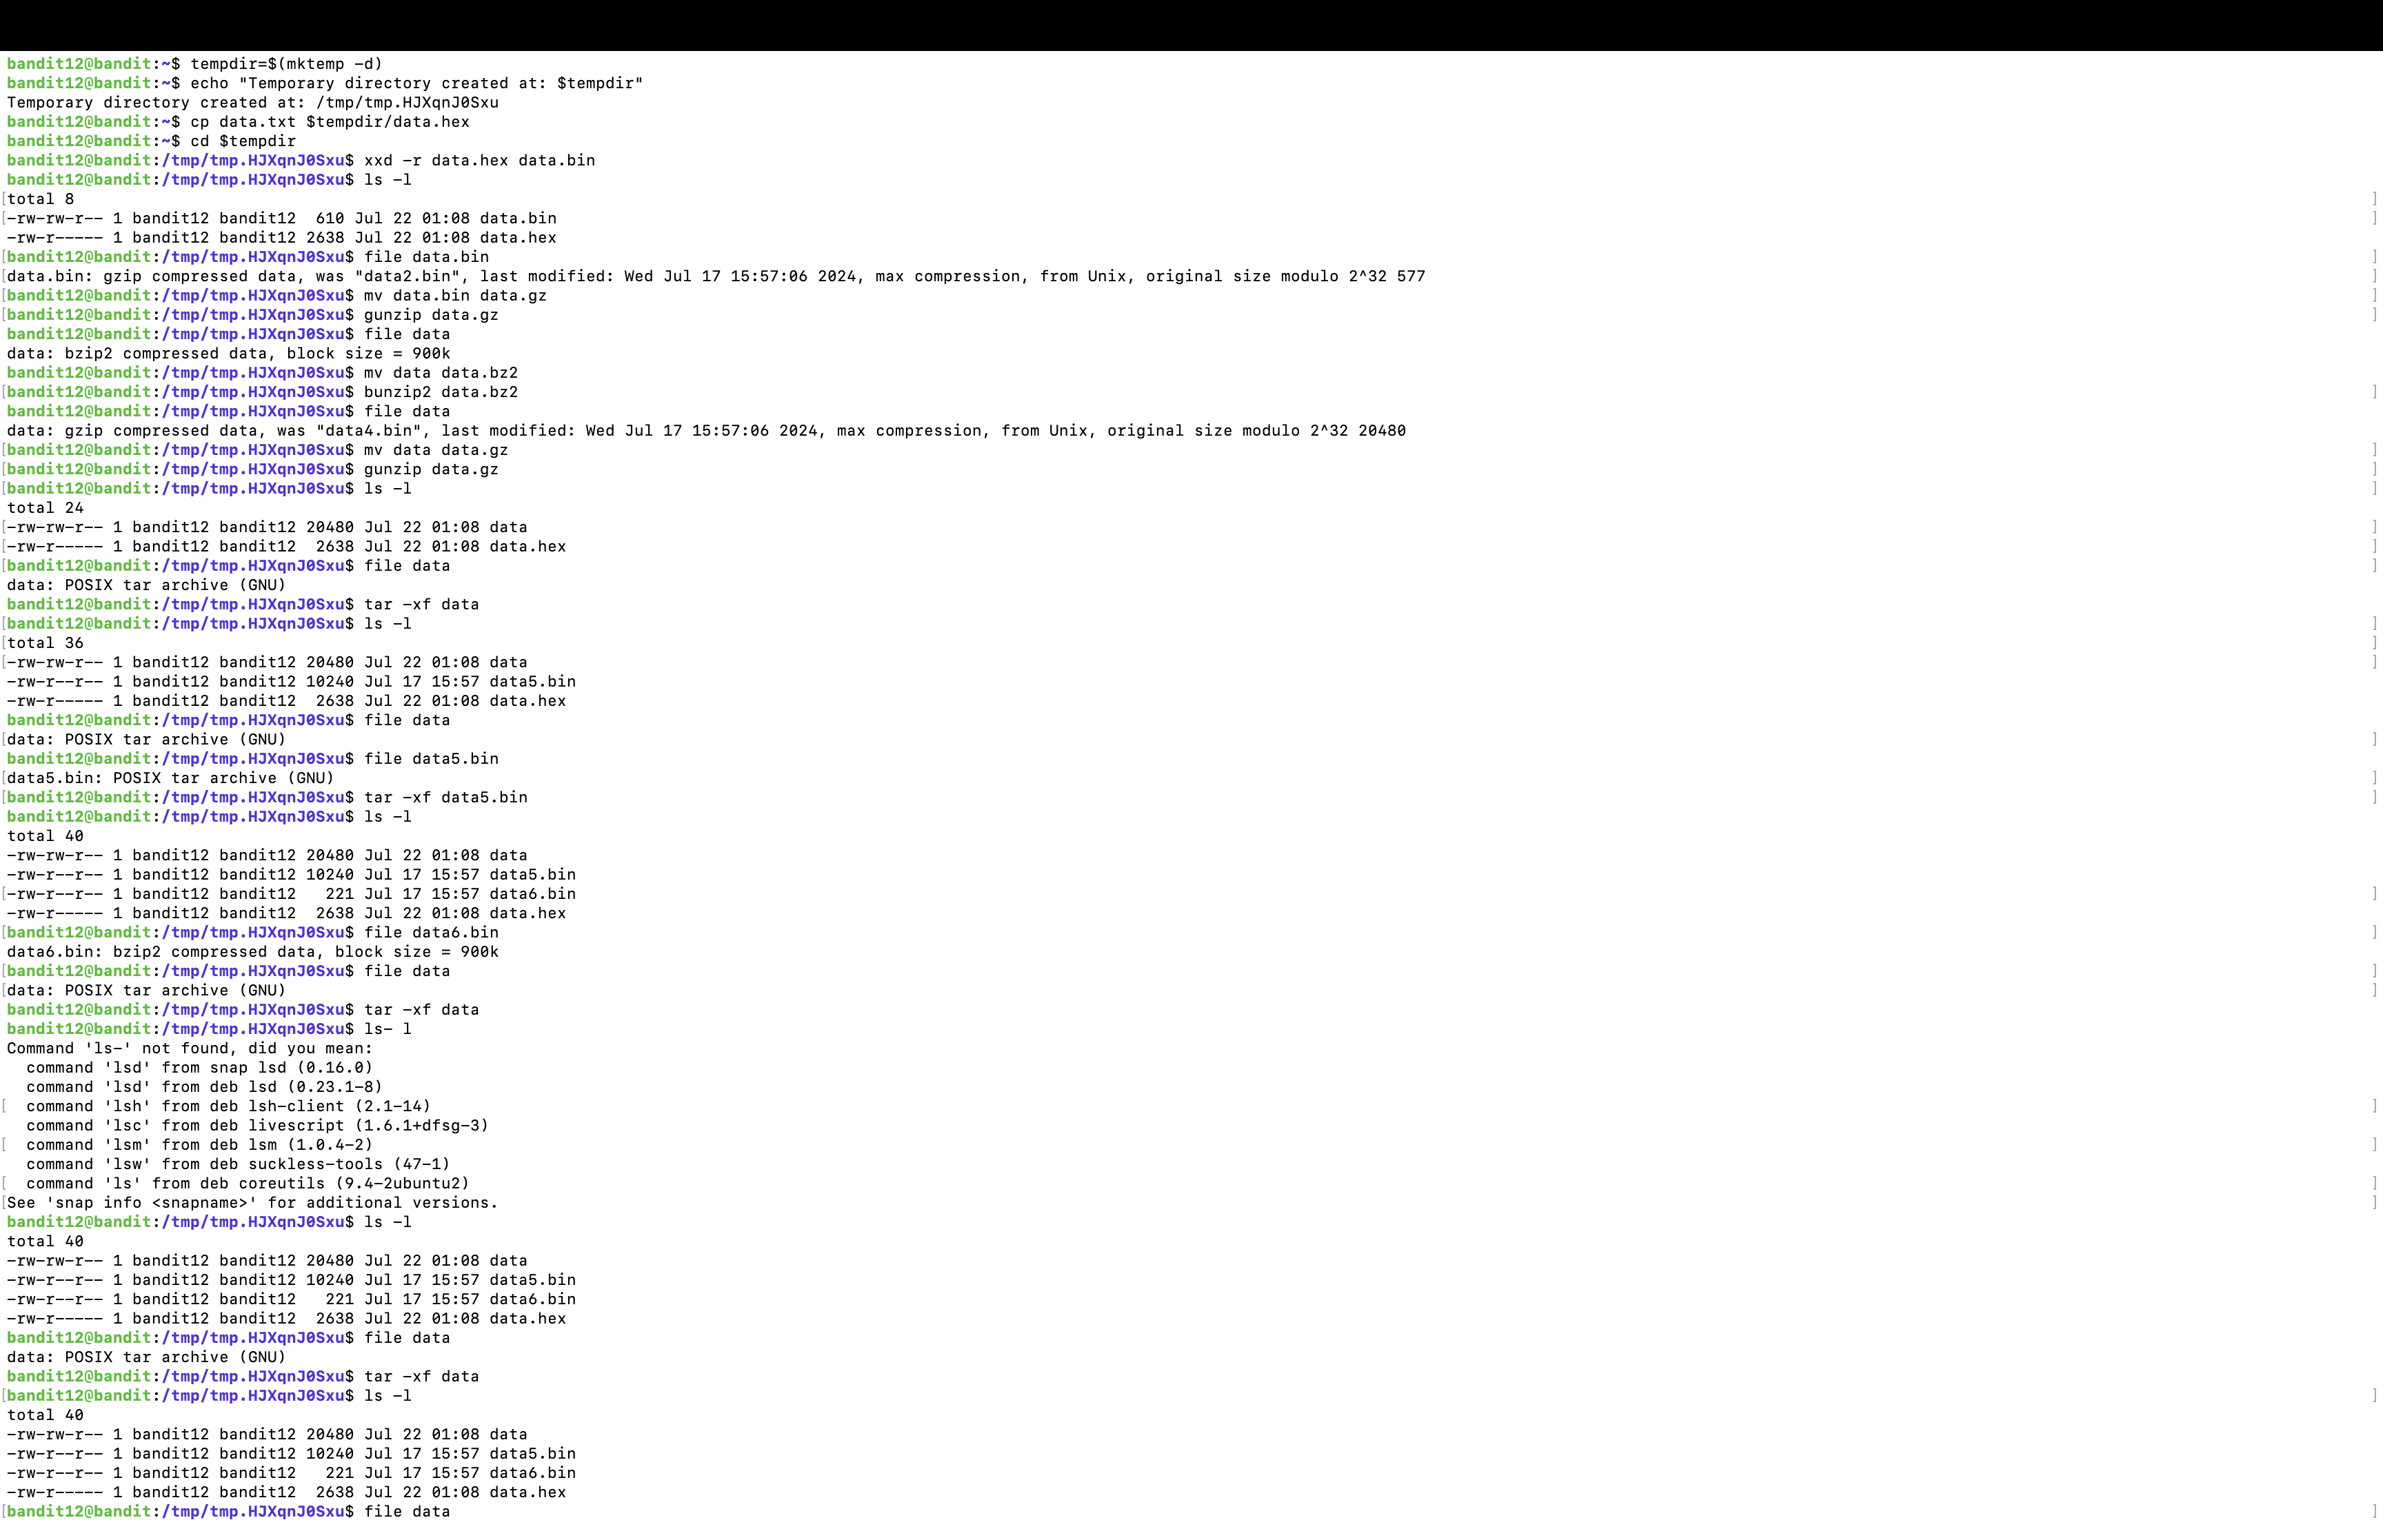 bandit12@bandit:~$ tempdir=$(mktemp -d)
bandit12@bandit:~$ echo "Temporary directory created at: $tempdir"
Temporary directory created at: /tmp/tmp.HJXqnJ0Sxu
bandit12@bandit:~$ cp data.txt $tempdir/data.hex
bandit12@bandit:~$ cd $tempdir
bandit12@bandit:/tmp/tmp.HJXqnJ0Sxu$ xxd -r data.hex data.bin
bandit12@bandit:/tmp/tmp.HJXqnJ0Sxu$ ls -l
[total 8 ]
[-rw-rw-r-- 1 bandit12 bandit12  610 Jul 22 01:08 data.bin ]
-rw-r----- 1 bandit12 bandit12 2638 Jul 22 01:08 data.hex
[bandit12@bandit:/tmp/tmp.HJXqnJ0Sxu$ file data.bin ]
[data.bin: gzip compressed data, was "data2.bin", last modified: Wed Jul 17 15:57:06 2024, max compression, from Unix, original size modulo 2^32 577 ]
[bandit12@bandit:/tmp/tmp.HJXqnJ0Sxu$ mv data.bin data.gz ]
[bandit12@bandit:/tmp/tmp.HJXqnJ0Sxu$ gunzip data.gz ]
bandit12@bandit:/tmp/tmp.HJXqnJ0Sxu$ file data
data: bzip2 compressed data, block size = 900k
bandit12@bandit:/tmp/tmp.HJXqnJ0Sxu$ mv data data.bz2
[bandit12@bandit:/tmp/tmp.HJXqnJ0Sxu$ bunzip2 data.bz2 ]
bandit12@bandit:/tmp/tmp.HJXqnJ0Sxu$ file data
data: gzip compressed data, was "data4.bin", last modified: Wed Jul 17 15:57:06 2024, max compression, from Unix, original size modulo 2^32 20480
[bandit12@bandit:/tmp/tmp.HJXqnJ0Sxu$ mv data data.gz ]
[bandit12@bandit:/tmp/tmp.HJXqnJ0Sxu$ gunzip data.gz ]
[bandit12@bandit:/tmp/tmp.HJXqnJ0Sxu$ ls -l ]
total 24
[-rw-rw-r-- 1 bandit12 bandit12 20480 Jul 22 01:08 data ]
[-rw-r----- 1 bandit12 bandit12  2638 Jul 22 01:08 data.hex ]
[bandit12@bandit:/tmp/tmp.HJXqnJ0Sxu$ file data ]
data: POSIX tar archive (GNU)
bandit12@bandit:/tmp/tmp.HJXqnJ0Sxu$ tar -xf data
[bandit12@bandit:/tmp/tmp.HJXqnJ0Sxu$ ls -l ]
[total 36 ]
[-rw-rw-r-- 1 bandit12 bandit12 20480 Jul 22 01:08 data ]
-rw-r--r-- 1 bandit12 bandit12 10240 Jul 17 15:57 data5.bin
-rw-r----- 1 bandit12 bandit12  2638 Jul 22 01:08 data.hex
bandit12@bandit:/tmp/tmp.HJXqnJ0Sxu$ file data
[data: POSIX tar archive (GNU) ]
bandit12@bandit:/tmp/tmp.HJXqnJ0Sxu$ file data5.bin
[data5.bin: POSIX tar archive (GNU) ]
[bandit12@bandit:/tmp/tmp.HJXqnJ0Sxu$ tar -xf data5.bin ]
bandit12@bandit:/tmp/tmp.HJXqnJ0Sxu$ ls -l
total 40
-rw-rw-r-- 1 bandit12 bandit12 20480 Jul 22 01:08 data
-rw-r--r-- 1 bandit12 bandit12 10240 Jul 17 15:57 data5.bin
[-rw-r--r-- 1 bandit12 bandit12   221 Jul 17 15:57 data6.bin ]
-rw-r----- 1 bandit12 bandit12  2638 Jul 22 01:08 data.hex
[bandit12@bandit:/tmp/tmp.HJXqnJ0Sxu$ file data6.bin ]
data6.bin: bzip2 compressed data, block size = 900k
[bandit12@bandit:/tmp/tmp.HJXqnJ0Sxu$ file data ]
[data: POSIX tar archive (GNU) ]
bandit12@bandit:/tmp/tmp.HJXqnJ0Sxu$ tar -xf data
bandit12@bandit:/tmp/tmp.HJXqnJ0Sxu$ ls- l
Command 'ls-' not found, did you mean:
  command 'lsd' from snap lsd (0.16.0)
  command 'lsd' from deb lsd (0.23.1-8)
[  command 'lsh' from deb lsh-client (2.1-14) ]
  command 'lsc' from deb livescript (1.6.1+dfsg-3)
[  command 'lsm' from deb lsm (1.0.4-2) ]
  command 'lsw' from deb suckless-tools (47-1)
[  command 'ls' from deb coreutils (9.4-2ubuntu2) ]
[See 'snap info <snapname>' for additional versions. ]
bandit12@bandit:/tmp/tmp.HJXqnJ0Sxu$ ls -l
total 40
-rw-rw-r-- 1 bandit12 bandit12 20480 Jul 22 01:08 data
-rw-r--r-- 1 bandit12 bandit12 10240 Jul 17 15:57 data5.bin
-rw-r--r-- 1 bandit12 bandit12   221 Jul 17 15:57 data6.bin
-rw-r----- 1 bandit12 bandit12  2638 Jul 22 01:08 data.hex
bandit12@bandit:/tmp/tmp.HJXqnJ0Sxu$ file data
data: POSIX tar archive (GNU)
bandit12@bandit:/tmp/tmp.HJXqnJ0Sxu$ tar -xf data
[bandit12@bandit:/tmp/tmp.HJXqnJ0Sxu$ ls -l ]
total 40
-rw-rw-r-- 1 bandit12 bandit12 20480 Jul 22 01:08 data
-rw-r--r-- 1 bandit12 bandit12 10240 Jul 17 15:57 data5.bin
-rw-r--r-- 1 bandit12 bandit12   221 Jul 17 15:57 data6.bin
-rw-r----- 1 bandit12 bandit12  2638 Jul 22 01:08 data.hex
[bandit12@bandit:/tmp/tmp.HJXqnJ0Sxu$ file data ]